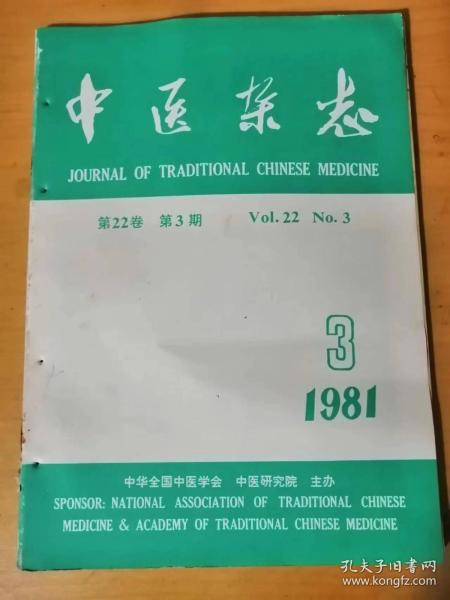 中医杂志
JOURNAL OF TRADITIONAL CHINESE MEDICINE
第22卷 第3期 Vol. 22 No. 3
3
1981
中华全国中医学会 中医研究院 主办
SPONSOR: NATIONAL ASSOCIATION OF TRADITIONAL CHINESE
MEDICINE & ACADEMY OF TRADITIONAL CHINESE MEDICINE
孔夫子旧书网
www.kongfz.com